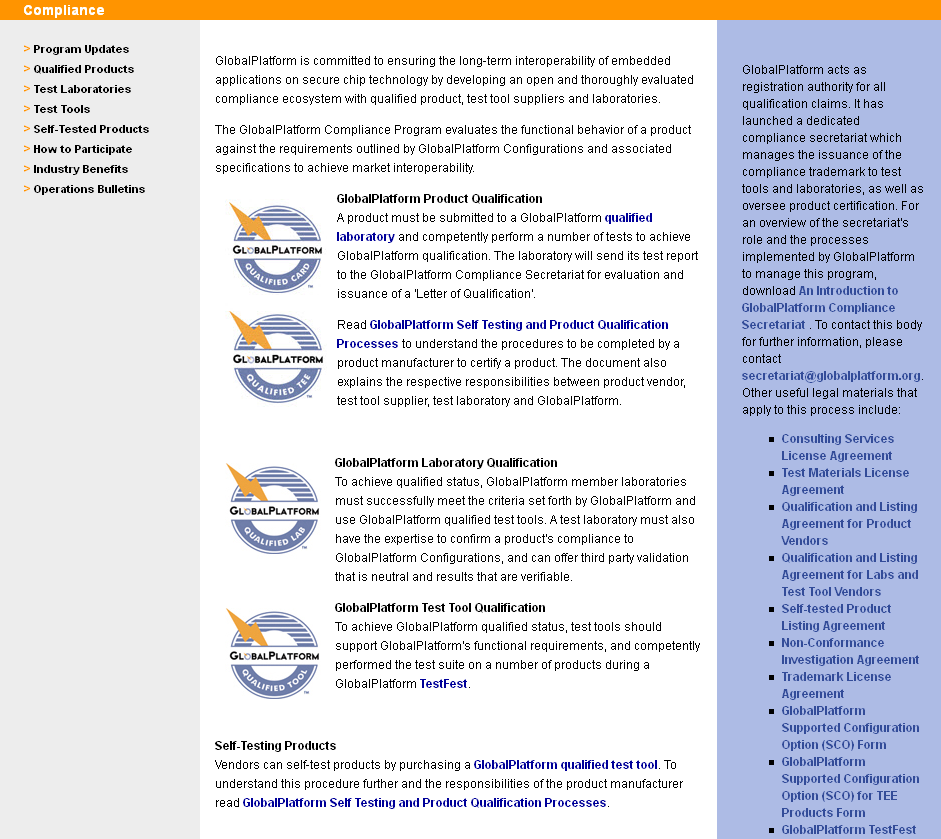 Compliance
> Program Updates
> Qualified Products
> Test Laboratories
> Test Tools
> Self-Tested Products
> How to Participate
> Industry Benefits
> Operations Bulletins
GlobalPlatform is committed to ensuring the long-term interoperability of embedded
applications on secure chip technology by developing an open and thoroughly evaluated
compliance ecosystem with qualified product, test tool suppliers and laboratories.
The GlobalPlatform Compliance Program evaluates the functional behavior of a product
against the requirements outlined by GlobalPlatform Configurations and associated
specifications to achieve market interoperability.
GLOBALPLATFORM
QUALIFIED CARD
™
GlobalPlatform Product Qualification
A product must be submitted to a GlobalPlatform qualified
laboratory and competently perform a number of tests to achieve
GlobalPlatform qualification. The laboratory will send its test report
to the GlobalPlatform Compliance Secretariat for evaluation and
issuance of a 'Letter of Qualification'.
GLOBALPLATFORM
QUALIFIED TEE
™
Read GlobalPlatform Self Testing and Product Qualification
Processes to understand the procedures to be completed by a
product manufacturer to certify a product. The document also
explains the respective responsibilities between product vendor,
test tool supplier, test laboratory and GlobalPlatform.
GLOBALPLATFORM
QUALIFIED LAB
™
GlobalPlatform Laboratory Qualification
To achieve qualified status, GlobalPlatform member laboratories
must successfully meet the criteria set forth by GlobalPlatform and
use GlobalPlatform qualified test tools. A test laboratory must also
have the expertise to confirm a product's compliance to
GlobalPlatform Configurations, and can offer third party validation
that is neutral and results that are verifiable.
GLOBALPLATFORM
QUALIFIED TOOL
™
GlobalPlatform Test Tool Qualification
To achieve GlobalPlatform qualified status, test tools should
support GlobalPlatform's functional requirements, and competently
performed the test suite on a number of products during a
GlobalPlatform TestFest.
Self-Testing Products
Vendors can self-test products by purchasing a GlobalPlatform qualified test tool. To
understand this procedure further and the responsibilities of the product manufacturer
read GlobalPlatform Self Testing and Product Qualification Processes.
GlobalPlatform acts as
registration authority for all
qualification claims. It has
launched a dedicated
compliance secretariat which
manages the issuance of the
compliance trademark to test
tools and laboratories, as well as
oversee product certification. For
an overview of the secretariat's
role and the processes
implemented by GlobalPlatform
to manage this program,
download An Introduction to
GlobalPlatform Compliance
Secretariat . To contact this body
for further information, please
contact
secretariat@globalplatform.org.
Other useful legal materials that
apply to this process include:
Consulting Services
License Agreement
Test Materials License
Agreement
Qualification and Listing
Agreement for Product
Vendors
Qualification and Listing
Agreement for Labs and
Test Tool Vendors
Self-tested Product
Listing Agreement
Non-Conformance
Investigation Agreement
Trademark License
Agreement
GlobalPlatform
Supported Configuration
Option (SCO) Form
GlobalPlatform
Supported Configuration
Option (SCO) for TEE
Products Form
GlobalPlatform TestFest